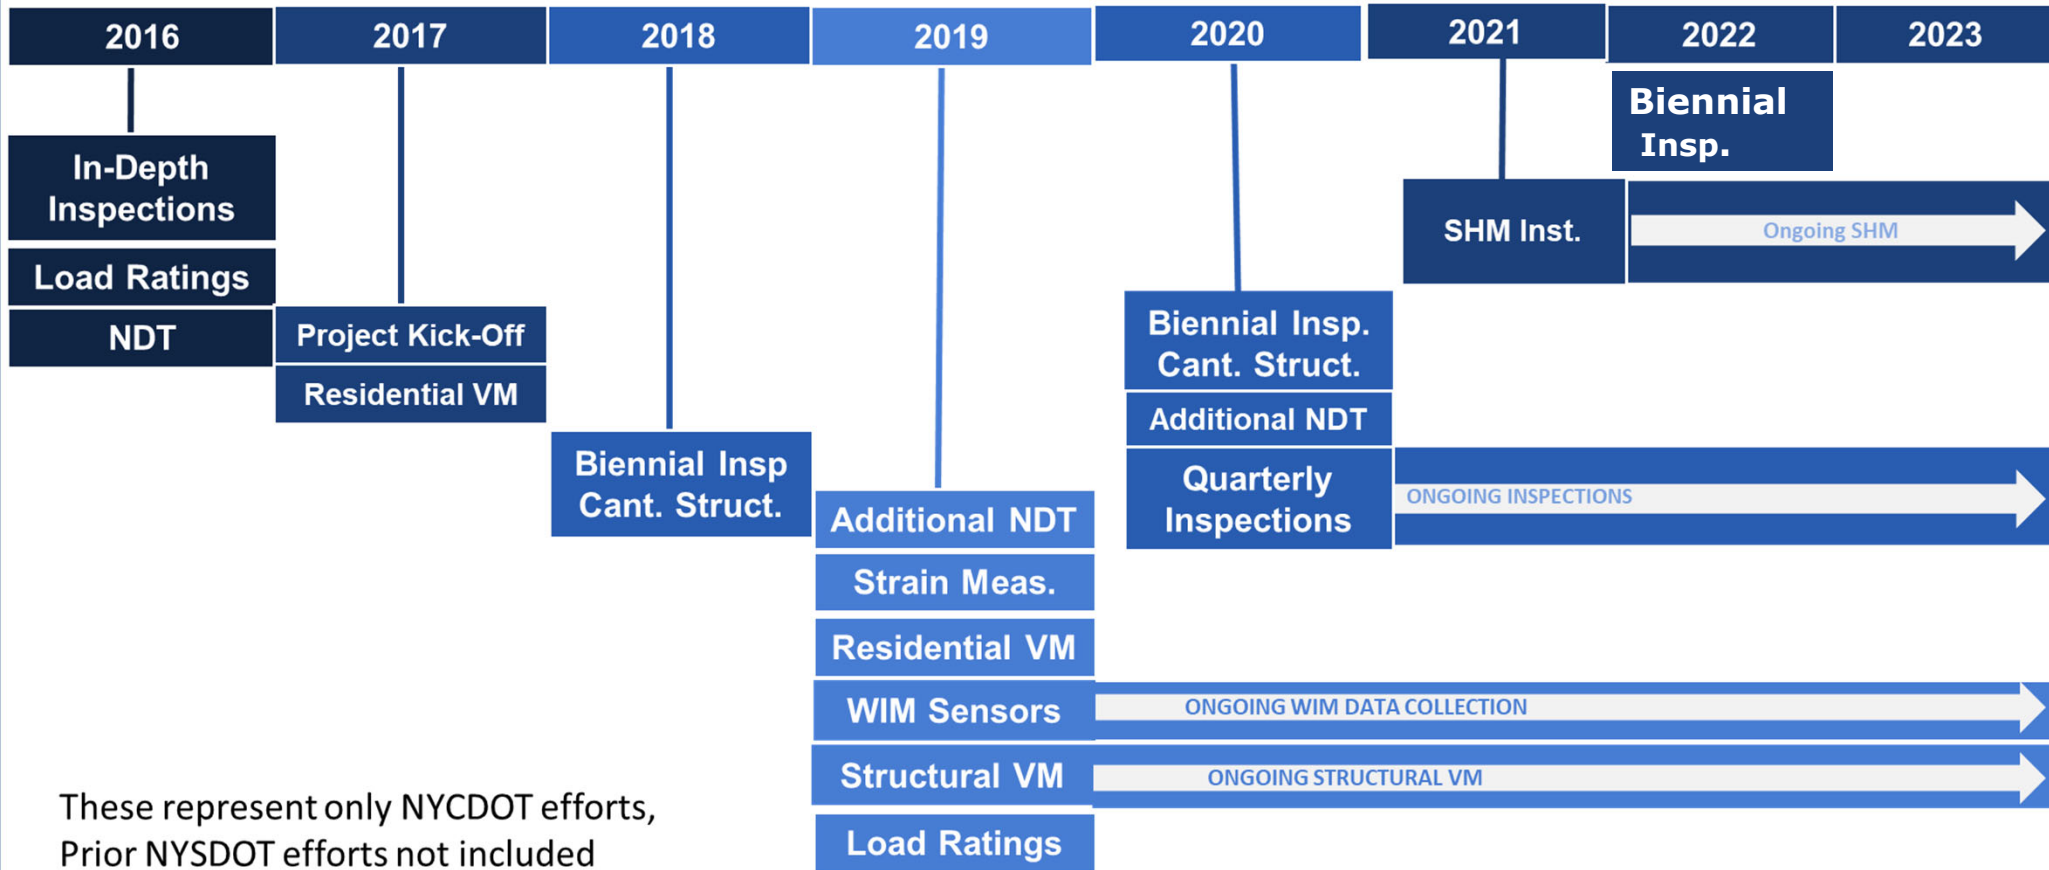 2016
2017
2018
2019
2020
2021
2022
2023
In-Depth
Inspections
Load Ratings
NDT
Project Kick-Off
Residential VM
Biennial Insp
Cant. Struct.
Additional NDT
Strain Meas.
Residential VM
WIM Sensors
ONGOING WIM DATA COLLECTION
Structural VM
ONGOING STRUCTURAL VM
Load Ratings
Biennial Insp.
Cant. Struct.
Additional NDT
Quarterly
Inspections
ONGOING INSPECTIONS
SHM Inst.
Ongoing SHM
Biennial
Insp.
These represent only NYCDOT efforts,
Prior NYSDOT efforts not included